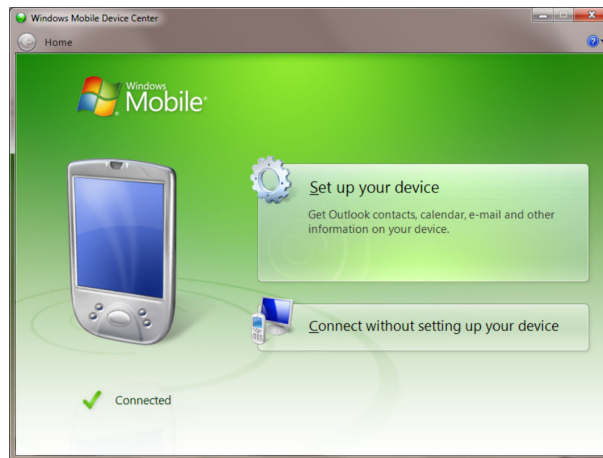 Windows Mobile Device Center
Home
Windows
Mobile®
Set up your device
Get Outlook contacts, calendar, e-mail and other
information on your device.
Connect without setting up your device
Connected